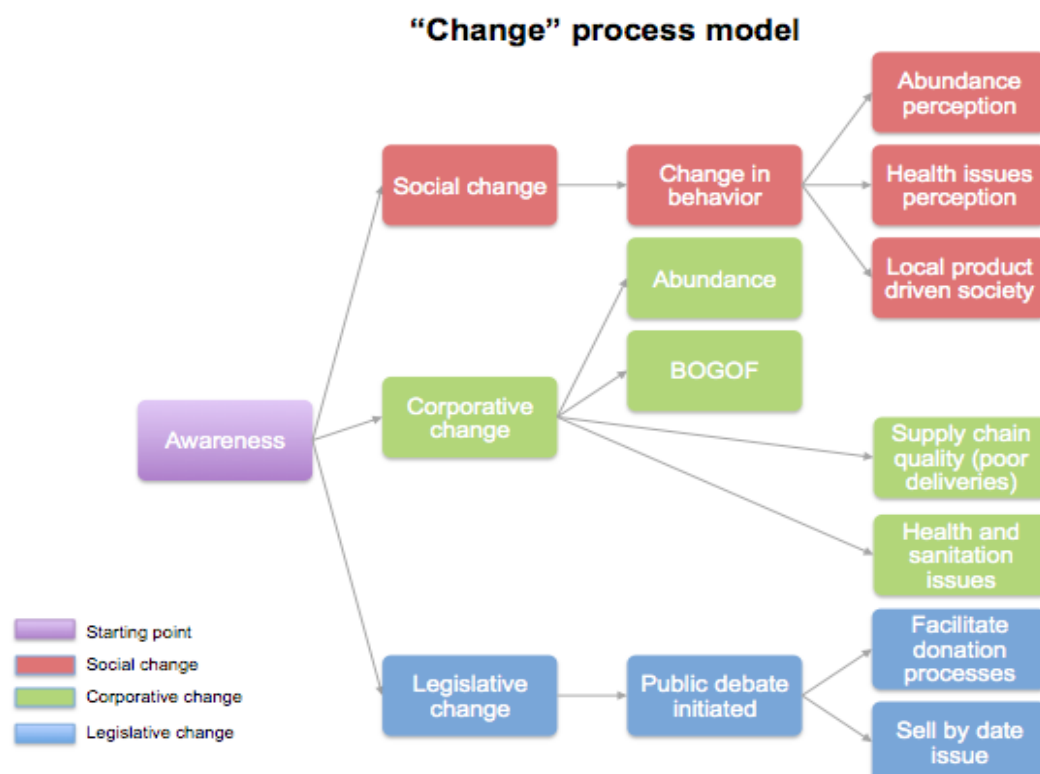 “Change” process model
Abundance
perception
Social change
Change in
behavior
Health issues
perception
Local product
driven society
Abundance
BOGOF
Awareness
Corporative
change
Supply chain
quality (poor
deliveries)
Health and
sanitation
issues
Starting point
Social change
Corporative change
Legislative change
Legislative
change
Public debate
initiated
Facilitate
donation
processes
Sell by date
issue